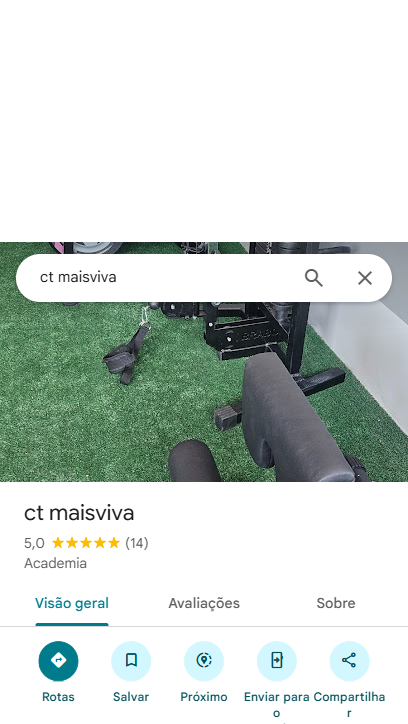 ct maisviva
ct maisviva
5,0 (14)
Academia
Visão geral Avaliações Sobre
Rotas Salvar Próximo Enviar para o Compartilhar